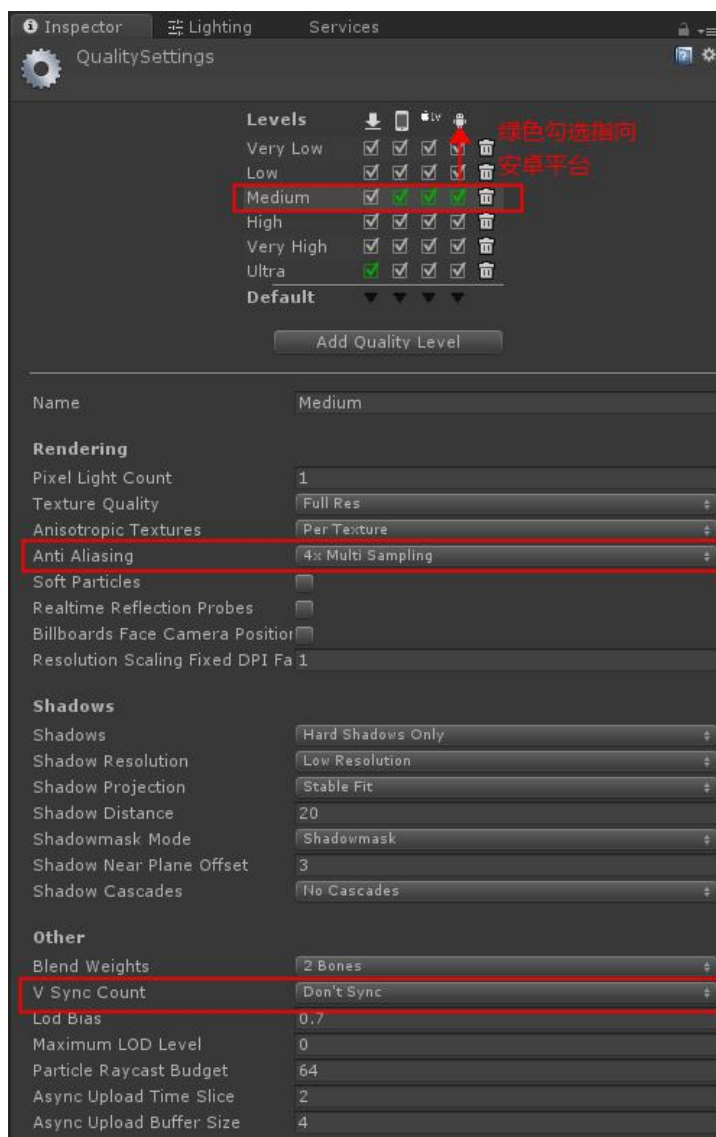 Inspector Lighting Services
QualitySettings
Levels tv
绿色勾选指向
安卓平台
Very Low
Low
Medium
High
Very High
Ultra
Default
Add Quality Level
Name Medium
Rendering
Pixel Light Count 1
Texture Quality Full Res
Anisotropic Textures Per Texture
Anti Aliasing 4x Multi Sampling
Soft Particles
Realtime Reflection Probes
Billboards Face Camera Position
Resolution Scaling Fixed DPI Fa 1
Shadows
Shadows Hard Shadows Only
Shadow Resolution Low Resolution
Shadow Projection Stable Fit
Shadow Distance 20
Shadowmask Mode Shadowmask
Shadow Near Plane Offset 3
Shadow Cascades No Cascades
Other
Blend Weights 2 Bones
V Sync Count Don't Sync
Lod Bias 0.7
Maximum LOD Level 0
Particle Raycast Budget 64
Async Upload Time Slice 2
Async Upload Buffer Size 4